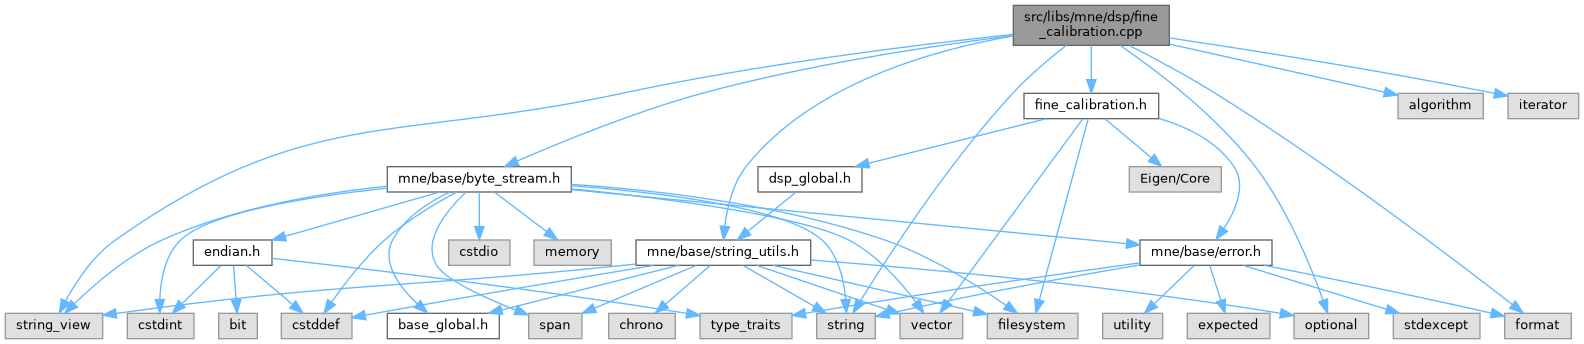 src/libs/mne/dsp/fine
_calibration.cpp
fine_calibration.h
algorithm
iterator
mne/base/byte_stream.h
dsp_global.h
Eigen/Core
endian.h
cstdio
memory
mne/base/string_utils.h
mne/base/error.h
string_view
cstdint
bit
cstddef
base_global.h
span
chrono
type_traits
string
vector
filesystem
utility
expected
optional
stdexcept
format